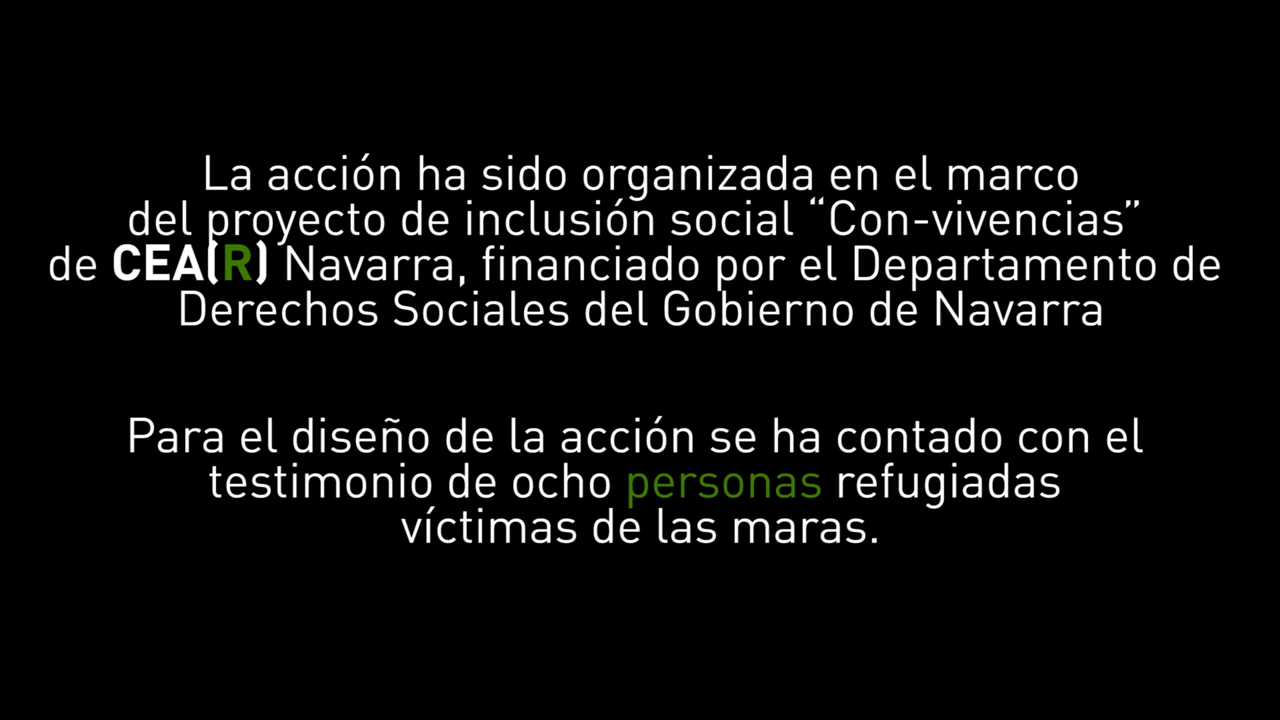 La acción ha sido organizada en el marco
del proyecto de inclusión social “Con-vivencias”
de CEA(R) Navarra, financiado por el Departamento de
Derechos Sociales del Gobierno de Navarra
Para el diseño de la acción se ha contado con el
testimonio de ocho personas refugiadas
víctimas de las maras.